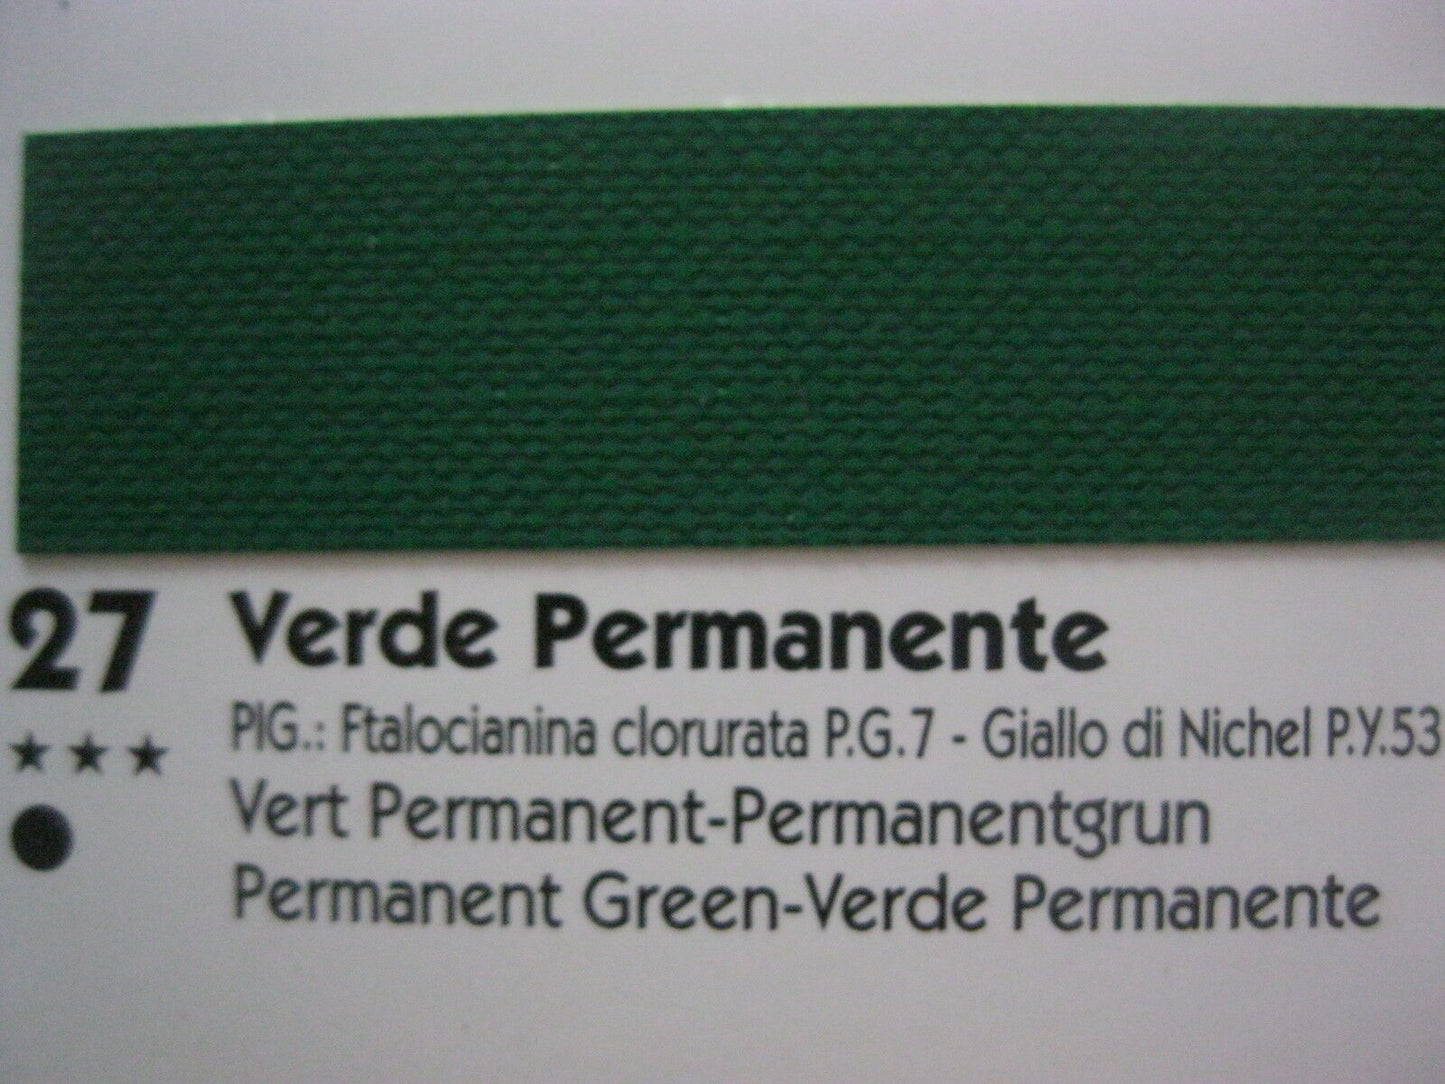 27 Verde Permanente
PIG.: Ftalocianina clorurata P.G.7 - Giallo di Nichel P.Y.53
Vert Permanent-Permanentgrun
Permanent Green-Verde Permanente